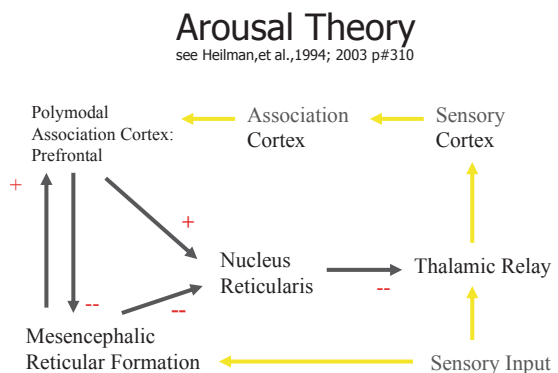 Arousal Theory
see Heilman,et al.,1994; 2003 p#310
Polymodal
Association Cortex:
Prefrontal
Association
Cortex
Sensory
Cortex
+
+
--
--
Nucleus
Reticularis
--
Thalamic Relay
Mesencephalic
Reticular Formation
Sensory Input